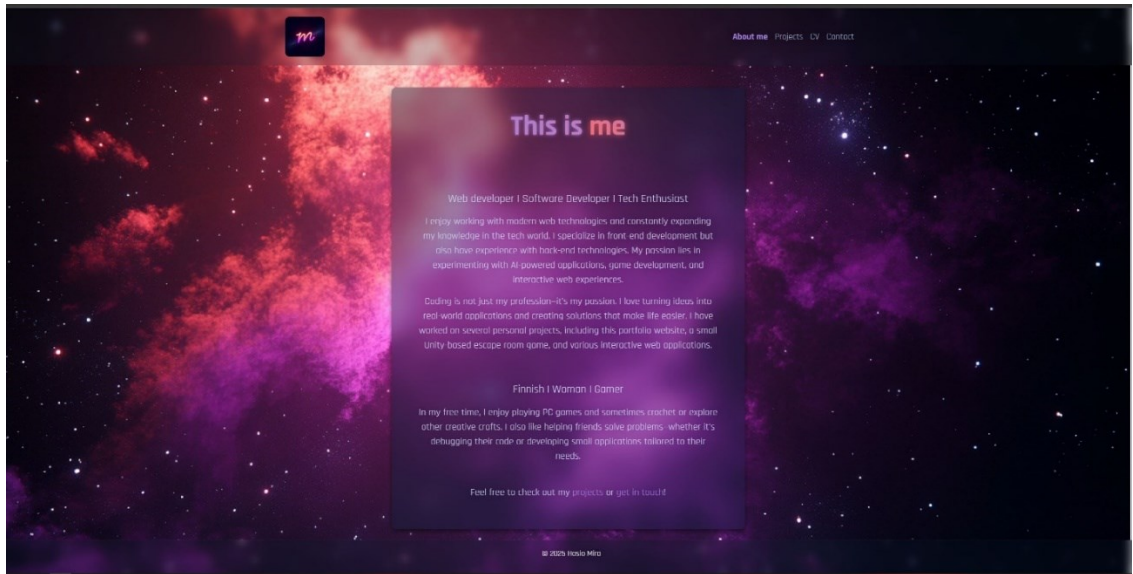 m
About me Projects CV Contact
This is me
Web developer | Software Developer | Tech Enthusiast
I enjoy working with modern web technologies and constantly expanding
my knowledge in the tech world. I specialize in front-end development but
also have experience with back-end technologies. My passion lies in
experimenting with AI-powered applications, game development, and
interactive web experiences.
Coding is not just my profession–it's my passion. I love turning ideas into
real-world applications and creating solutions that make life easier. I have
worked on several personal projects, including this portfolio website, a small
Unity-based escape room game, and various interactive web applications.
Finnish | Woman | Gamer
In my free time, I enjoy playing PC games and sometimes crochet or explore
other creative crafts. I also like helping friends solve problems–whether it's
debugging their code or developing small applications tailored to their
needs.
Feel free to check out my projects or get in touch!
© 2025 Hasio Mira